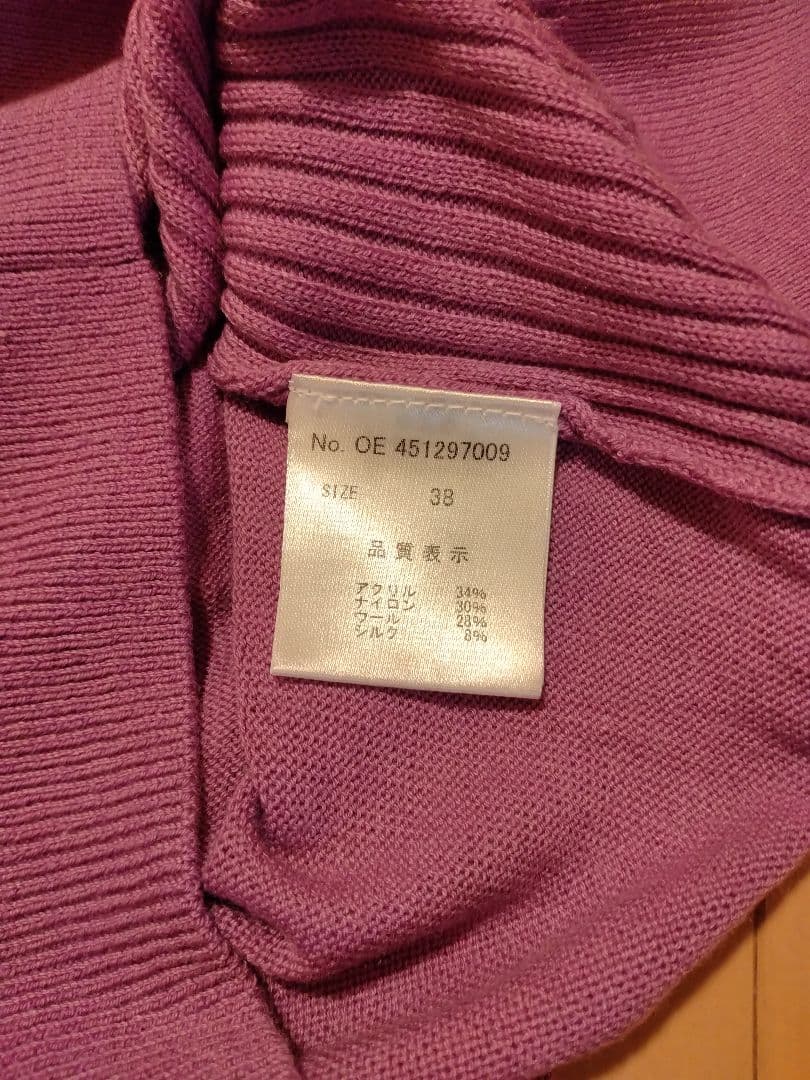 No. OE 451297009
SIZE 38
品質表示
アクリル 34%
ナイロン 30%
ウール 28%
シルク 8%